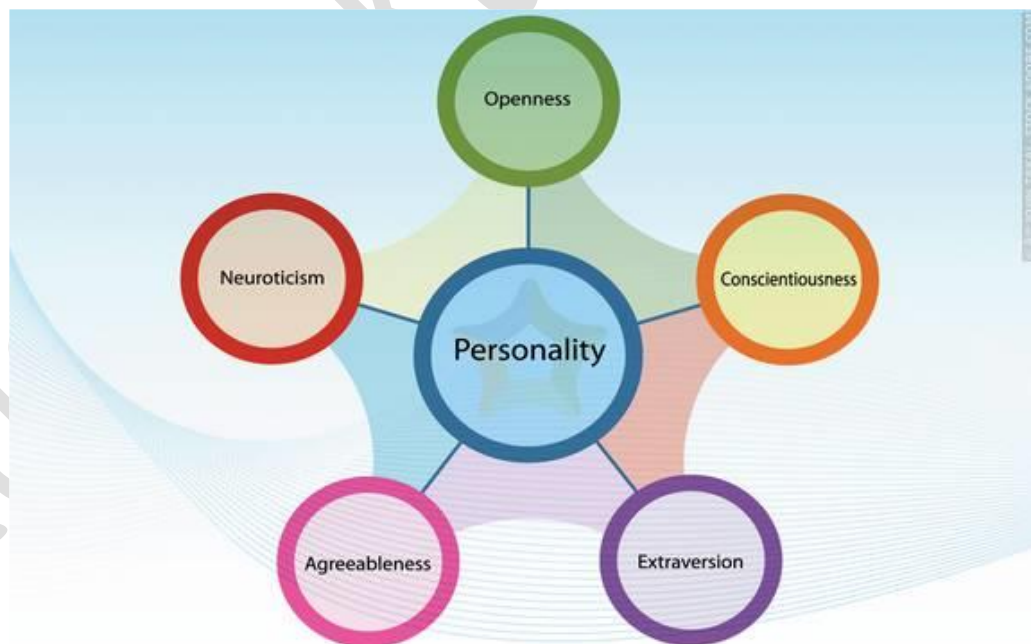 Openness
Neuroticism
Conscientiousness
Personality
Agreeableness
Extraversion